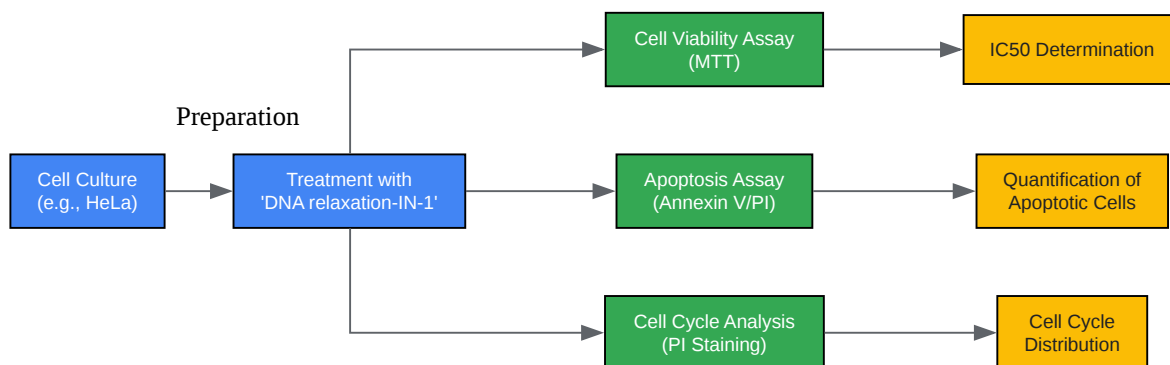 Preparation
Cell Culture
(e.g., HeLa)
Treatment with
'DNA relaxation-IN-1'
Cell Viability Assay
(MTT)
IC50 Determination
Apoptosis Assay
(Annexin V/PI)
Quantification of
Apoptotic Cells
Cell Cycle Analysis
(PI Staining)
Cell Cycle
Distribution